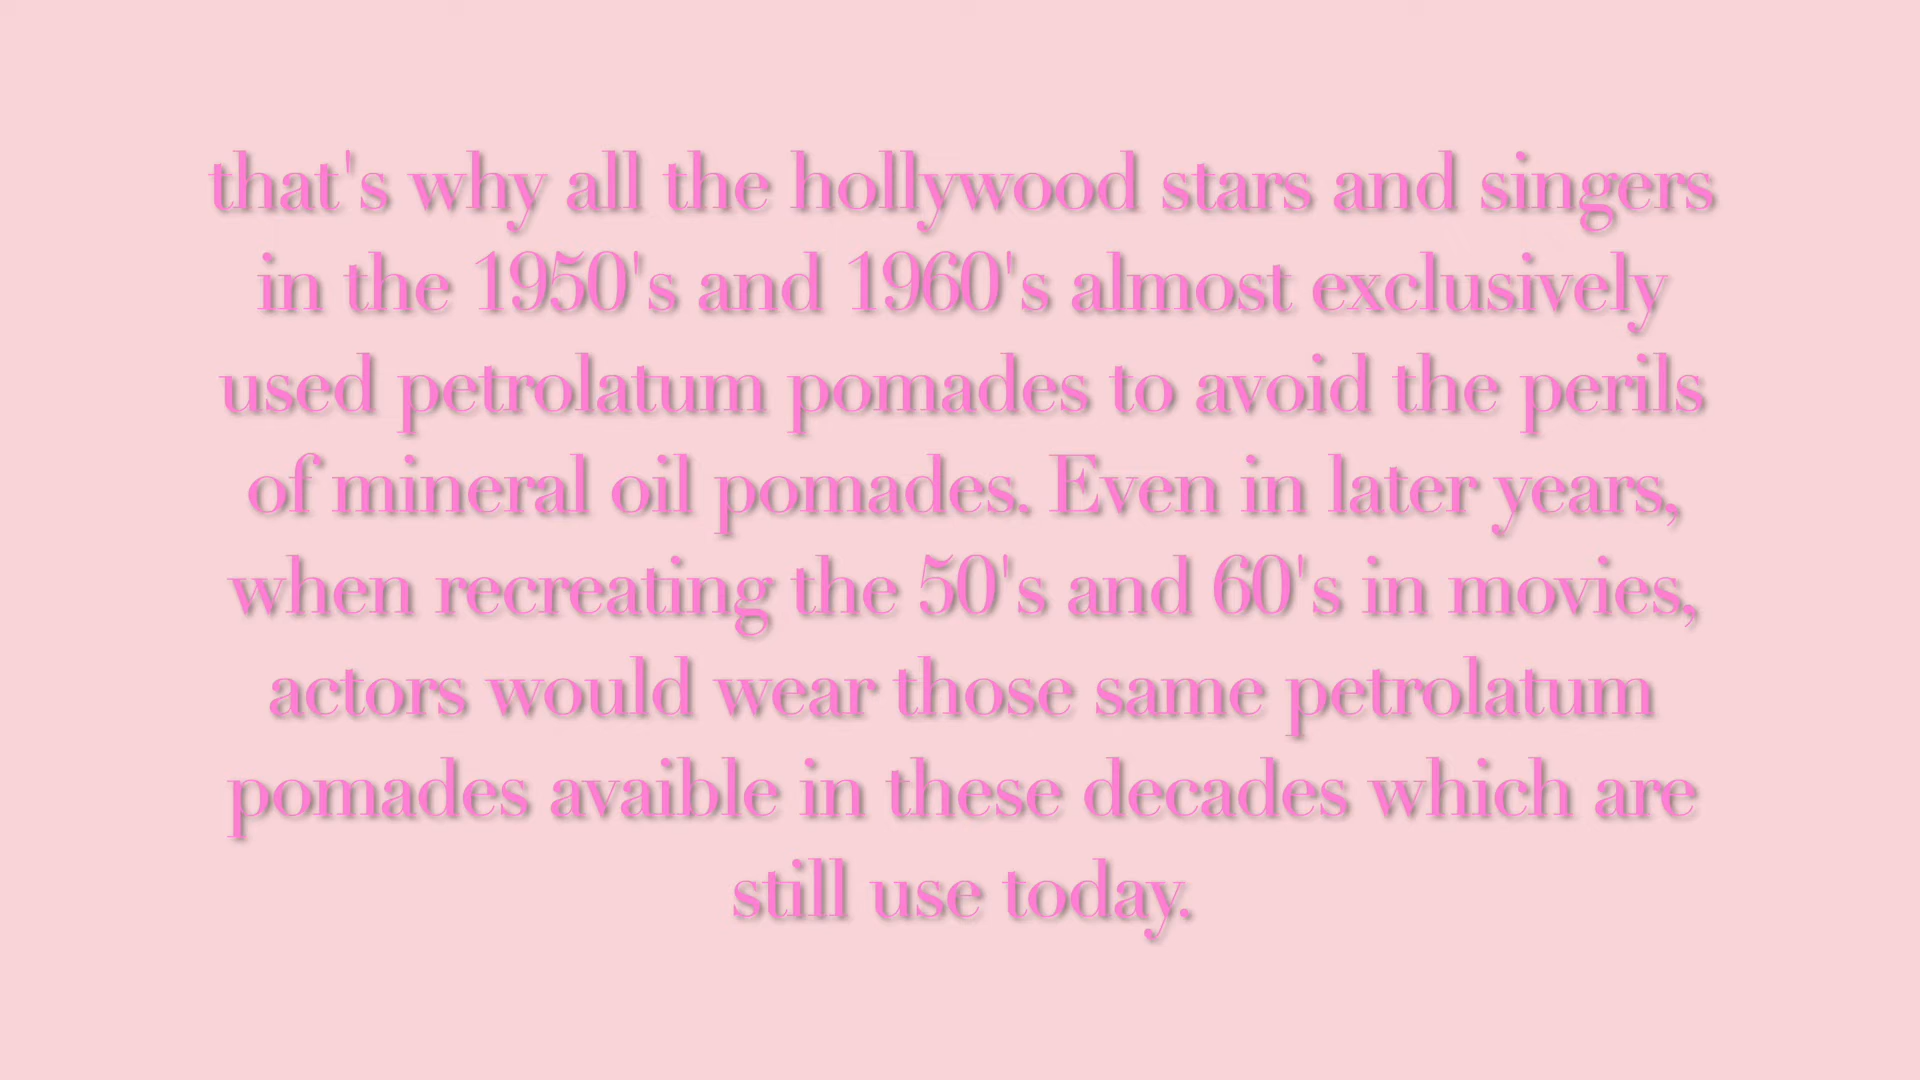 that's why all the hollywood stars and singers
in the 1950's and 1960's almost exclusively
used petrolatum pomades to avoid the perils
of mineral oil pomades. Even in later years,
when recreating the 50's and 60's in movies,
actors would wear those same petrolatum
pomades avaible in these decades which are
still use today.